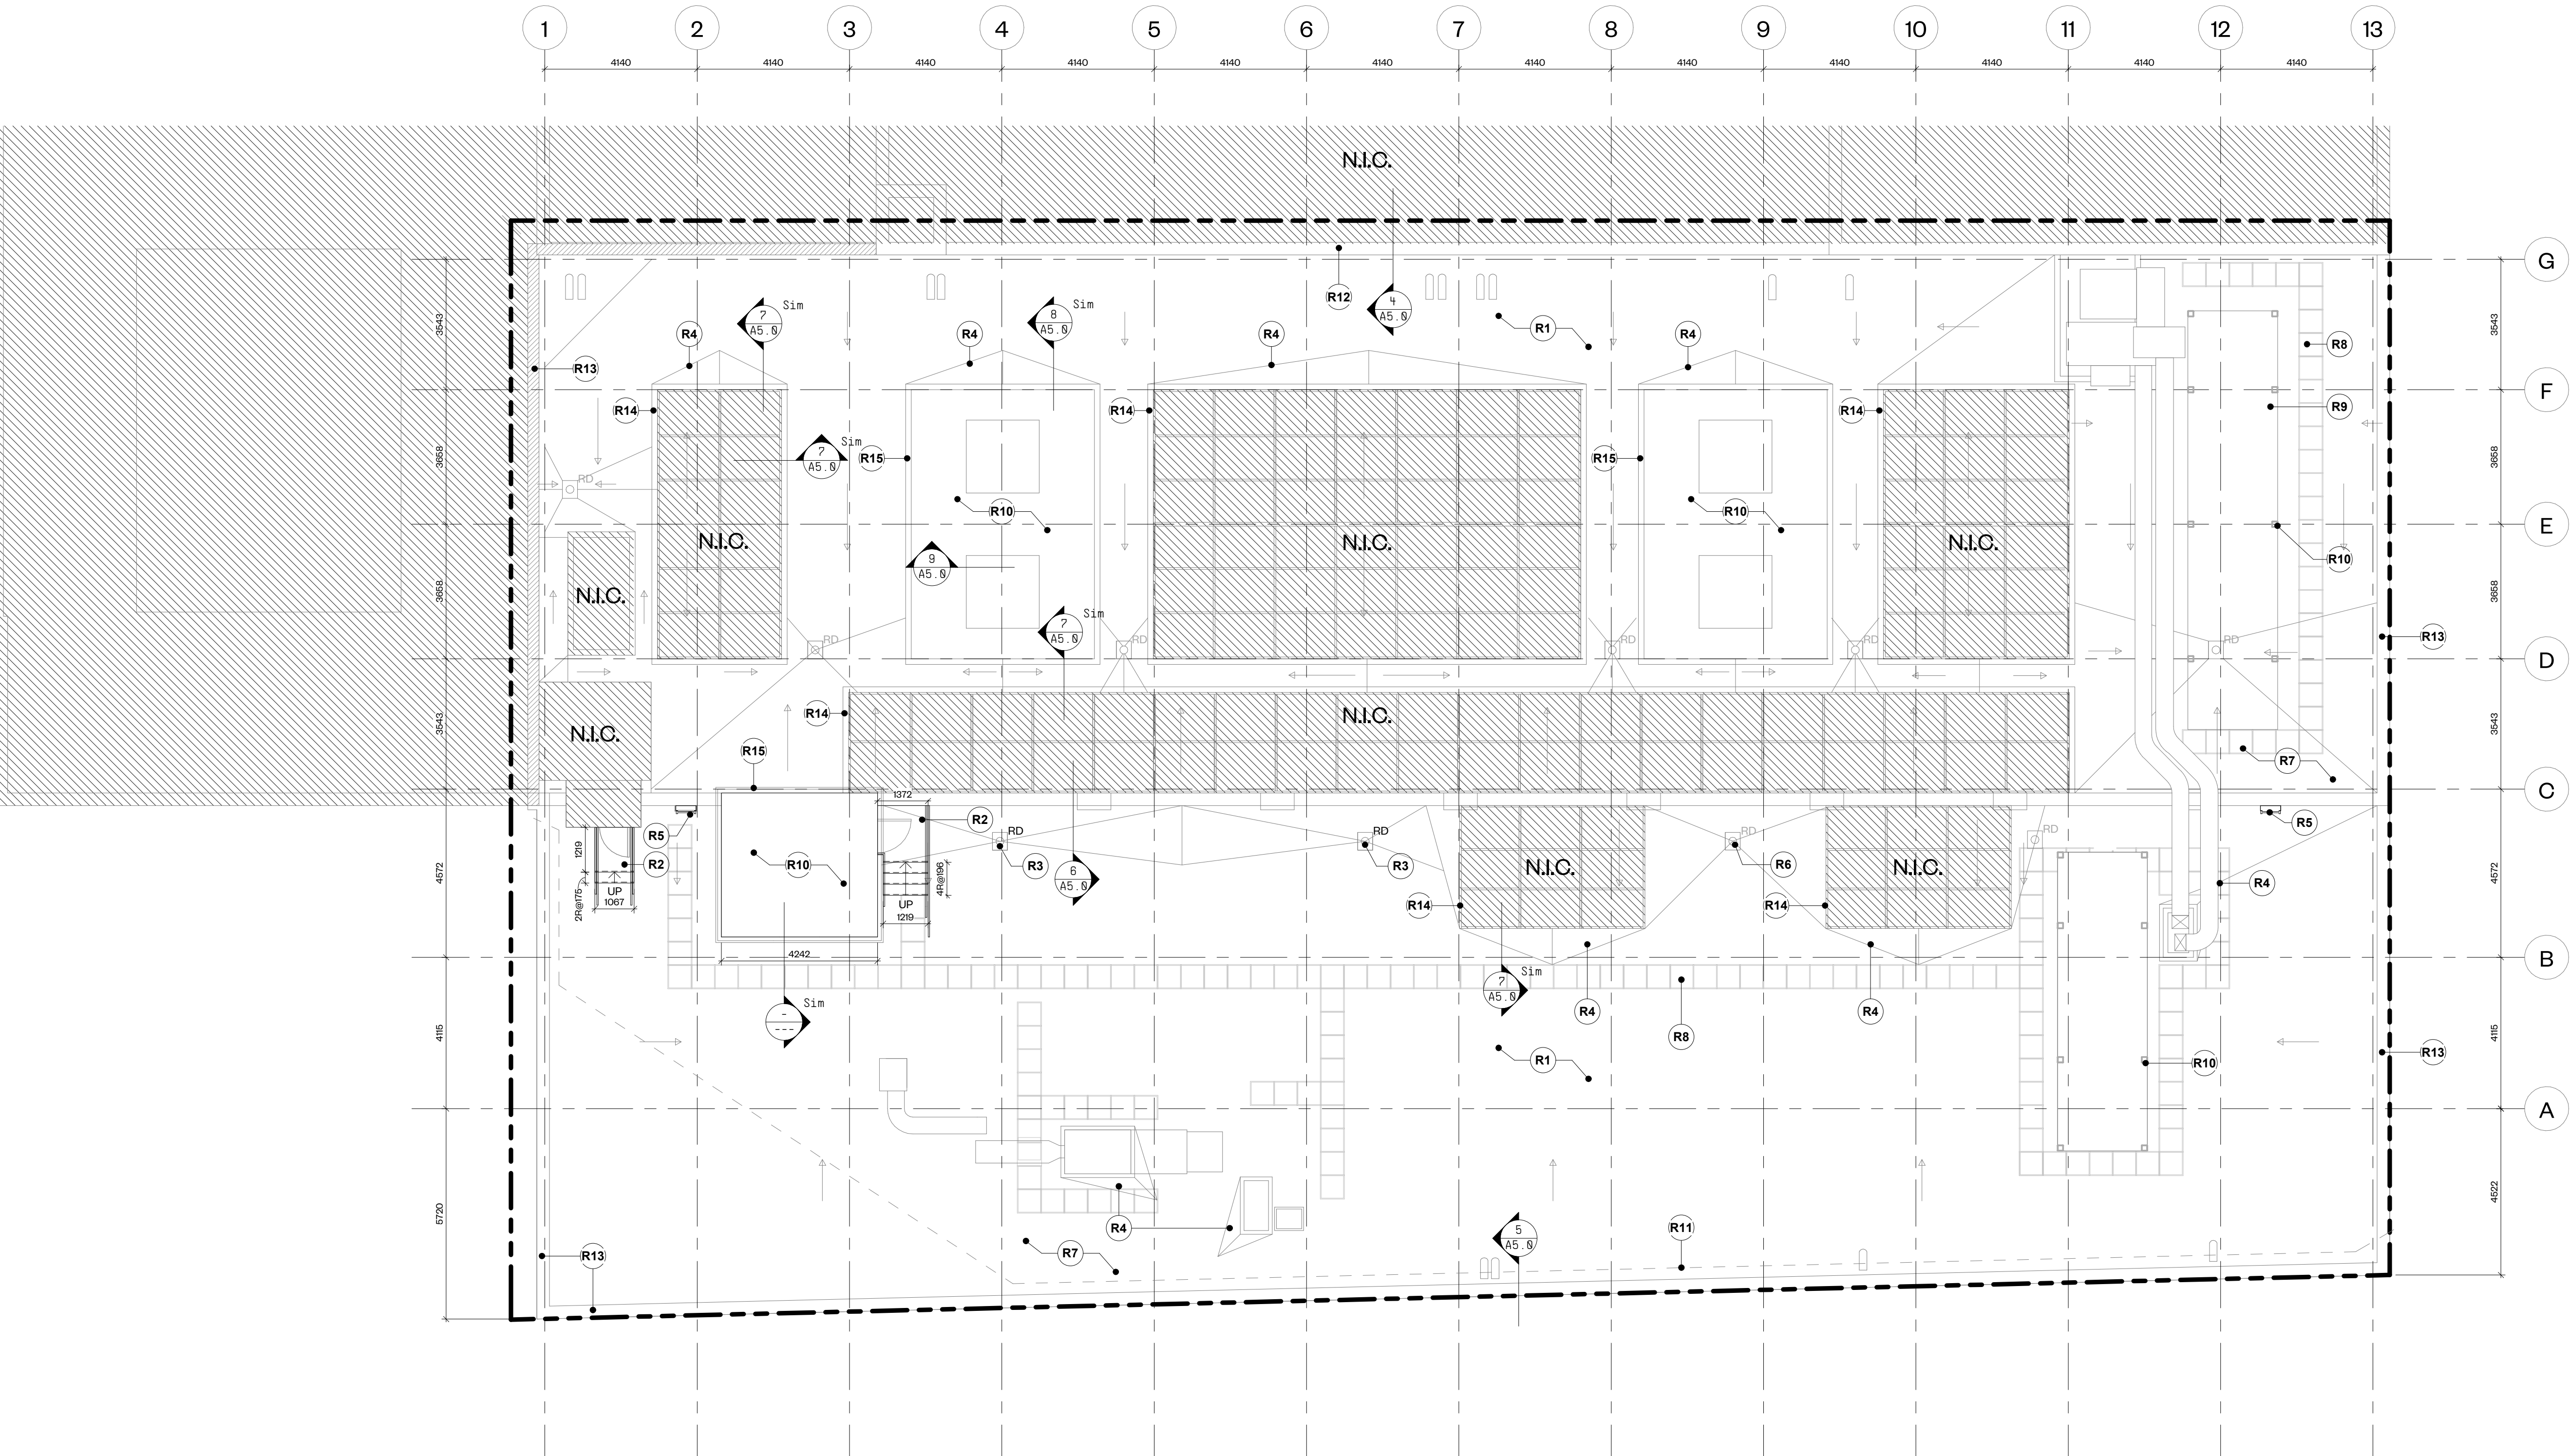 1 2 3 4 5 6 7 8 9 10 11 12 13
4140 4140 4140 4140 4140 4140 4140 4140 4140 4140 4140 4140
N.I.C.
G
R12
4
A5.0
7
A5.0
Sim
8
A5.0
Sim
3543
3543
R4
R4
R4
R1
R4
R8
R13
F
R14
R14
R14
R9
7
A5.0
Sim
R15
R15
3658
3658
RD
R10
R10
E
N.I.C.
N.I.C.
N.I.C.
R10
9
A5.0
N.I.C.
3658
3658
7
A5.0
Sim
RD
RD
RD
RD
RD
R13
D
R14
N.I.C.
N.I.C.
3543
3543
R15
R7
C
1372
R2
R5
R5
RD
RD
RD
RD
R3
R3
R6
1219
R2
R10
4572
4572
N.I.C.
N.I.C.
6
A5.0
R4
4R@196
UP
1067
2R@175
UP
1219
R14
R14
4242
B
7
A5.0
Sim
-
---
Sim
R4
R4
R8
4115
4115
R1
R13
R10
A
5720
4522
R4
R7
R11
5
A5.0
R13